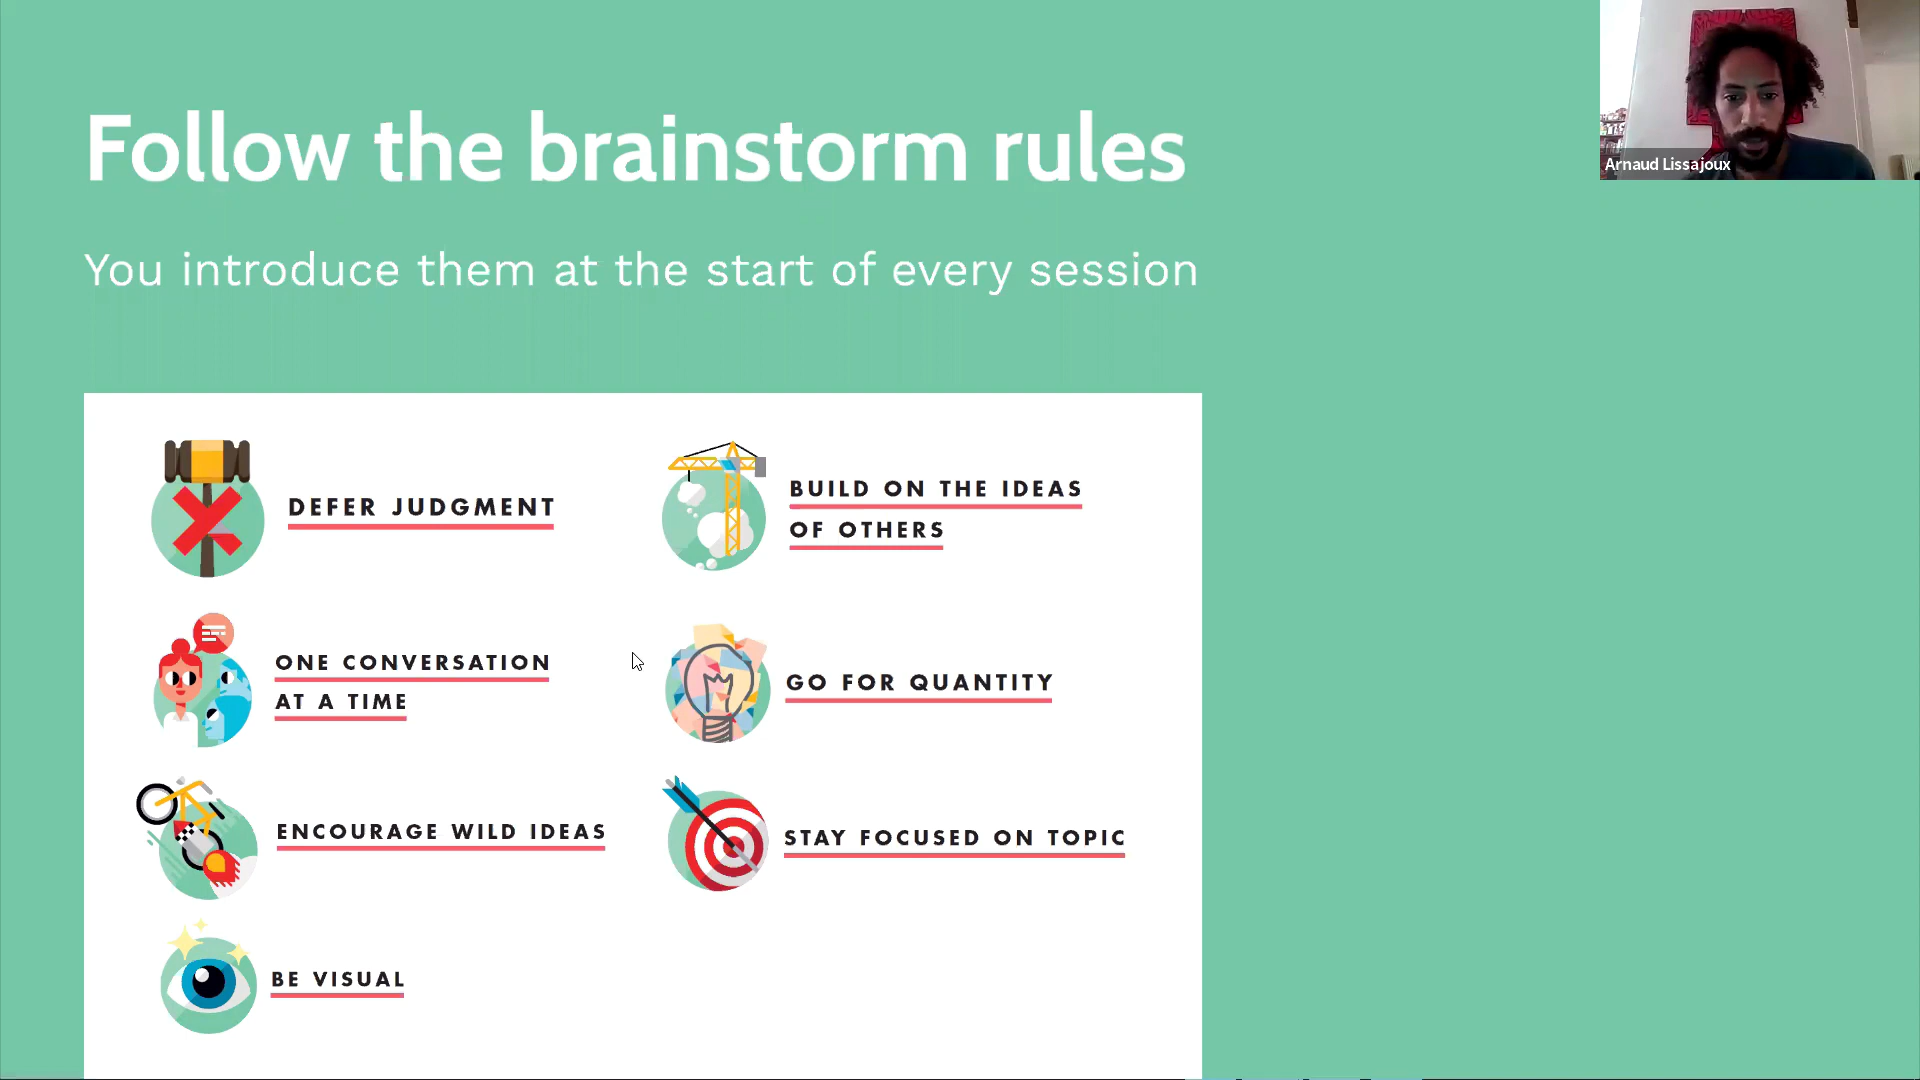 Follow the brainstorm rules
You introduce them at the start of every session
DEFER JUDGMENT
BUILD ON THE IDEAS
OF OTHERS
ONE CONVERSATION
AT A TIME
GO FOR QUANTITY
ENCOURAGE WILD IDEAS
STAY FOCUSED ON TOPIC
BE VISUAL
Arnaud Lissajoux